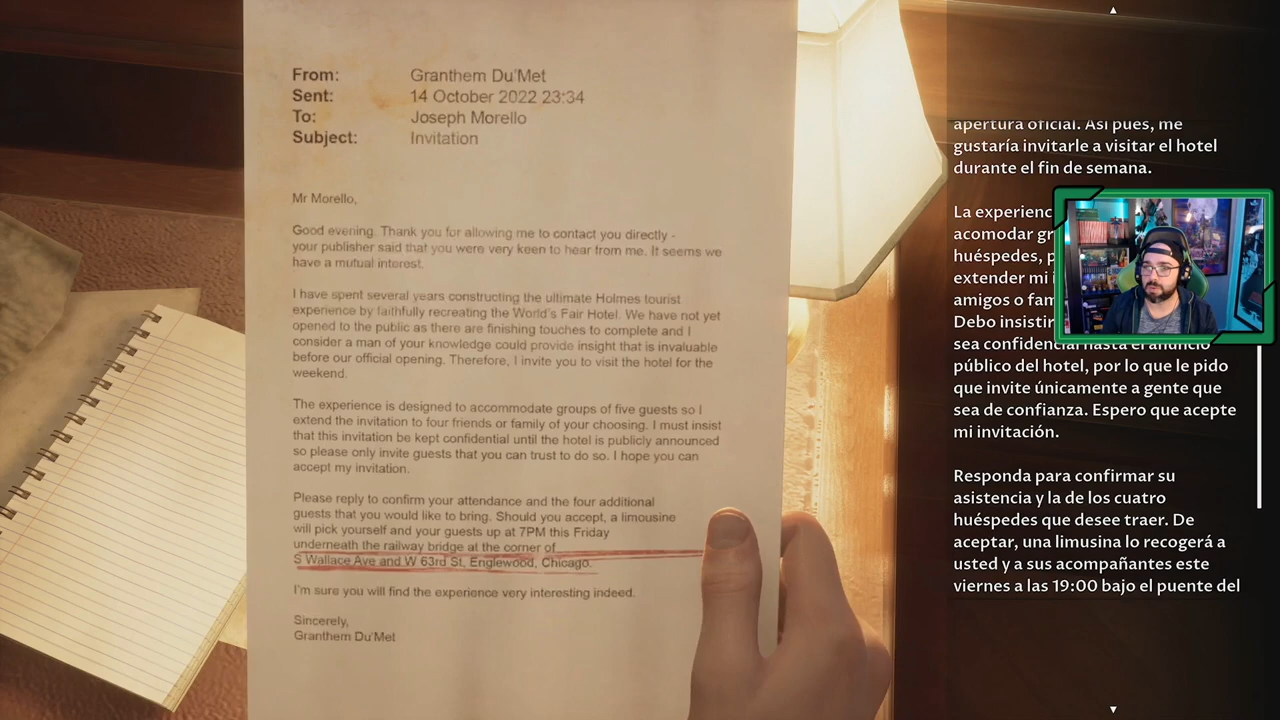 From: Granthem Du'Met
Sent: 14 October 2022 23:34
To: Joseph Morello
Subject: Invitation
Mr Morello,
Good evening. Thank you for allowing me to contact you directly -
your publisher said that you were very keen to hear from me. It seems we
have a mutual interest.
I have spent several years constructing the ultimate Holmes tourist
experience by faithfully recreating the World's Fair Hotel. We have not yet
opened to the public as there are finishing touches to complete and I
consider a man of your knowledge could provide insight that is invaluable
before our official opening. Therefore, I invite you to visit the hotel for the
weekend.
The experience is designed to accommodate groups of five guests so I
extend the invitation to four friends or family of your choosing. I must insist
that this invitation be kept confidential until the hotel is publicly announced
so please only invite guests that you can trust to do so. I hope you can
accept my invitation.
Please reply to confirm your attendance and the four additional
guests that you would like to bring. Should you accept, a limousine
will pick yourself and your guests up at 7PM this Friday
underneath the railway bridge at the corner of
S Wallace Ave and W 63rd St, Englewood, Chicago.
I'm sure you will find the experience very interesting indeed.
Sincerely,
Granthem Du'Met
apertura oficial. Así pues, me
gustaría invitarle a visitar el hotel
durante el fin de semana.
La
acomodar
huéspedes,
extender mi
amigos o
Debo insistir
sea confidencial hasta el anuncio
público del hotel, por lo que le pido
que invite únicamente a gente que
sea de confianza. Espero que acepte
mi invitación.
Responda para confirmar su
asistencia y la de los cuatro
huéspedes que desee traer. De
aceptar, una limusina lo recogerá a
usted y a sus acompañantes este
viernes a las 19:00 bajo el puente del